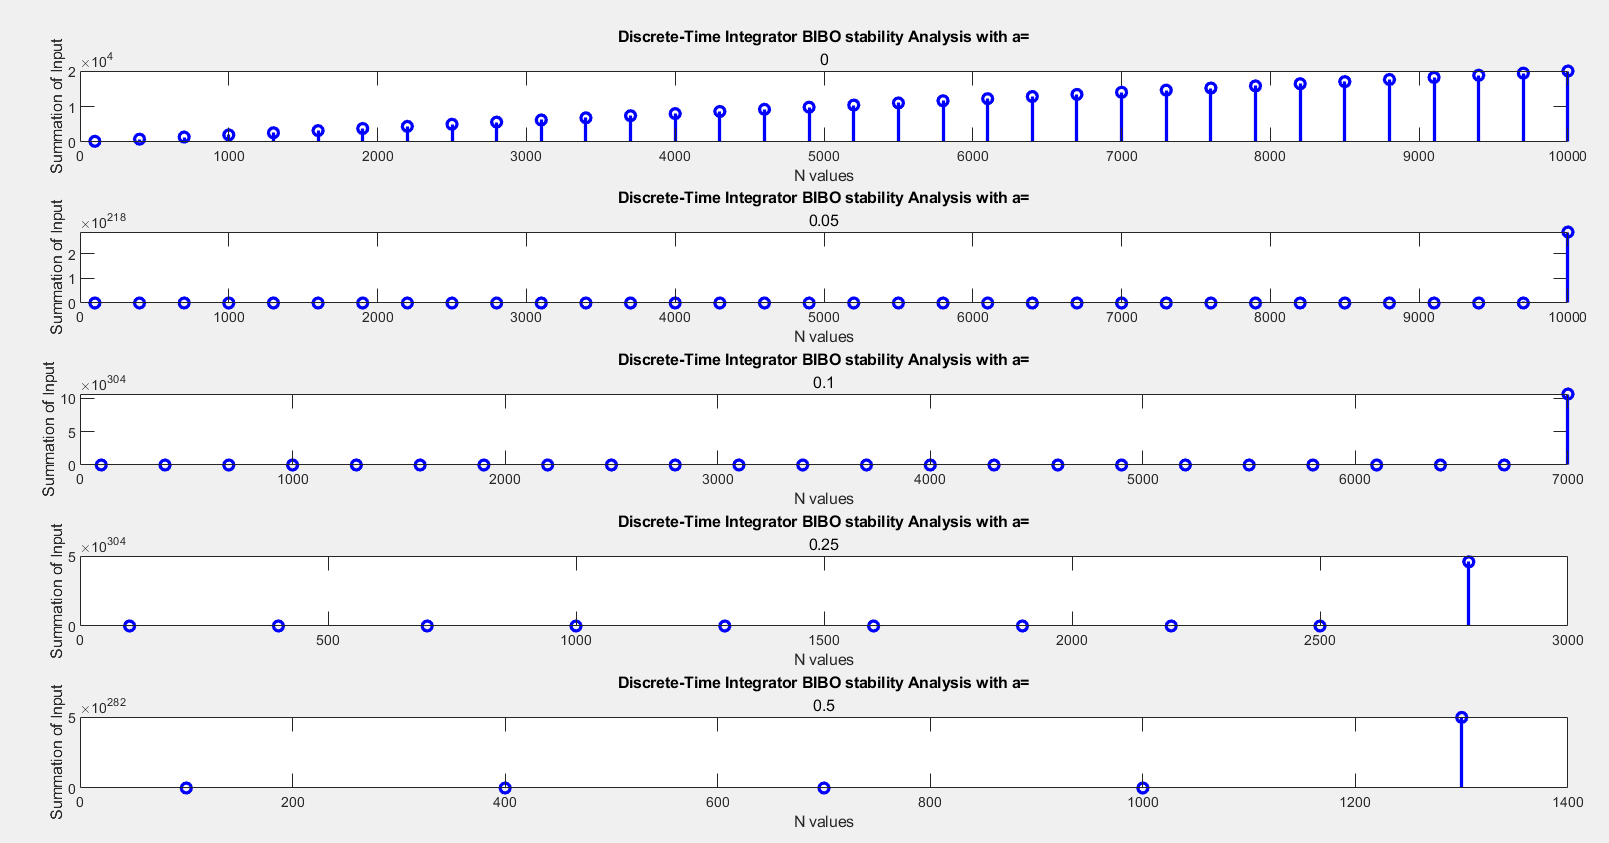 Discrete-Time Integrator BIBO stability Analysis with a=
0
×10^4
Summation of Input
2
1
0
0 1000 2000 3000 4000 5000 6000 7000 8000 9000 10000
N values
Discrete-Time Integrator BIBO stability Analysis with a=
0.05
×10^218
Summation of Input
2
1
0
0 1000 2000 3000 4000 5000 6000 7000 8000 9000 10000
N values
Discrete-Time Integrator BIBO stability Analysis with a=
0.1
×10^304
Summation of Input
10
5
0
0 1000 2000 3000 4000 5000 6000 7000
N values
Discrete-Time Integrator BIBO stability Analysis with a=
0.25
×10^304
Summation of Input
5
0
0 500 1000 1500 2000 2500 3000
N values
Discrete-Time Integrator BIBO stability Analysis with a=
0.5
×10^282
Summation of Input
5
0
0 200 400 600 800 1000 1200 1400
N values